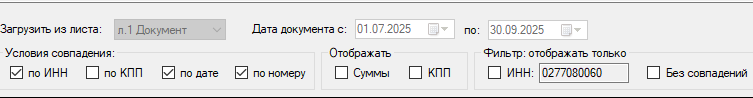 Загрузить из листа: л.1 Документ Дата документа с: 01.07.2025 по: 30.09.2025
Условия совпадения: Отображать Фильтр: отображать только
по ИНН по КПП по дате по номеру Суммы КПП ИНН: 0277080060 Без совпадений